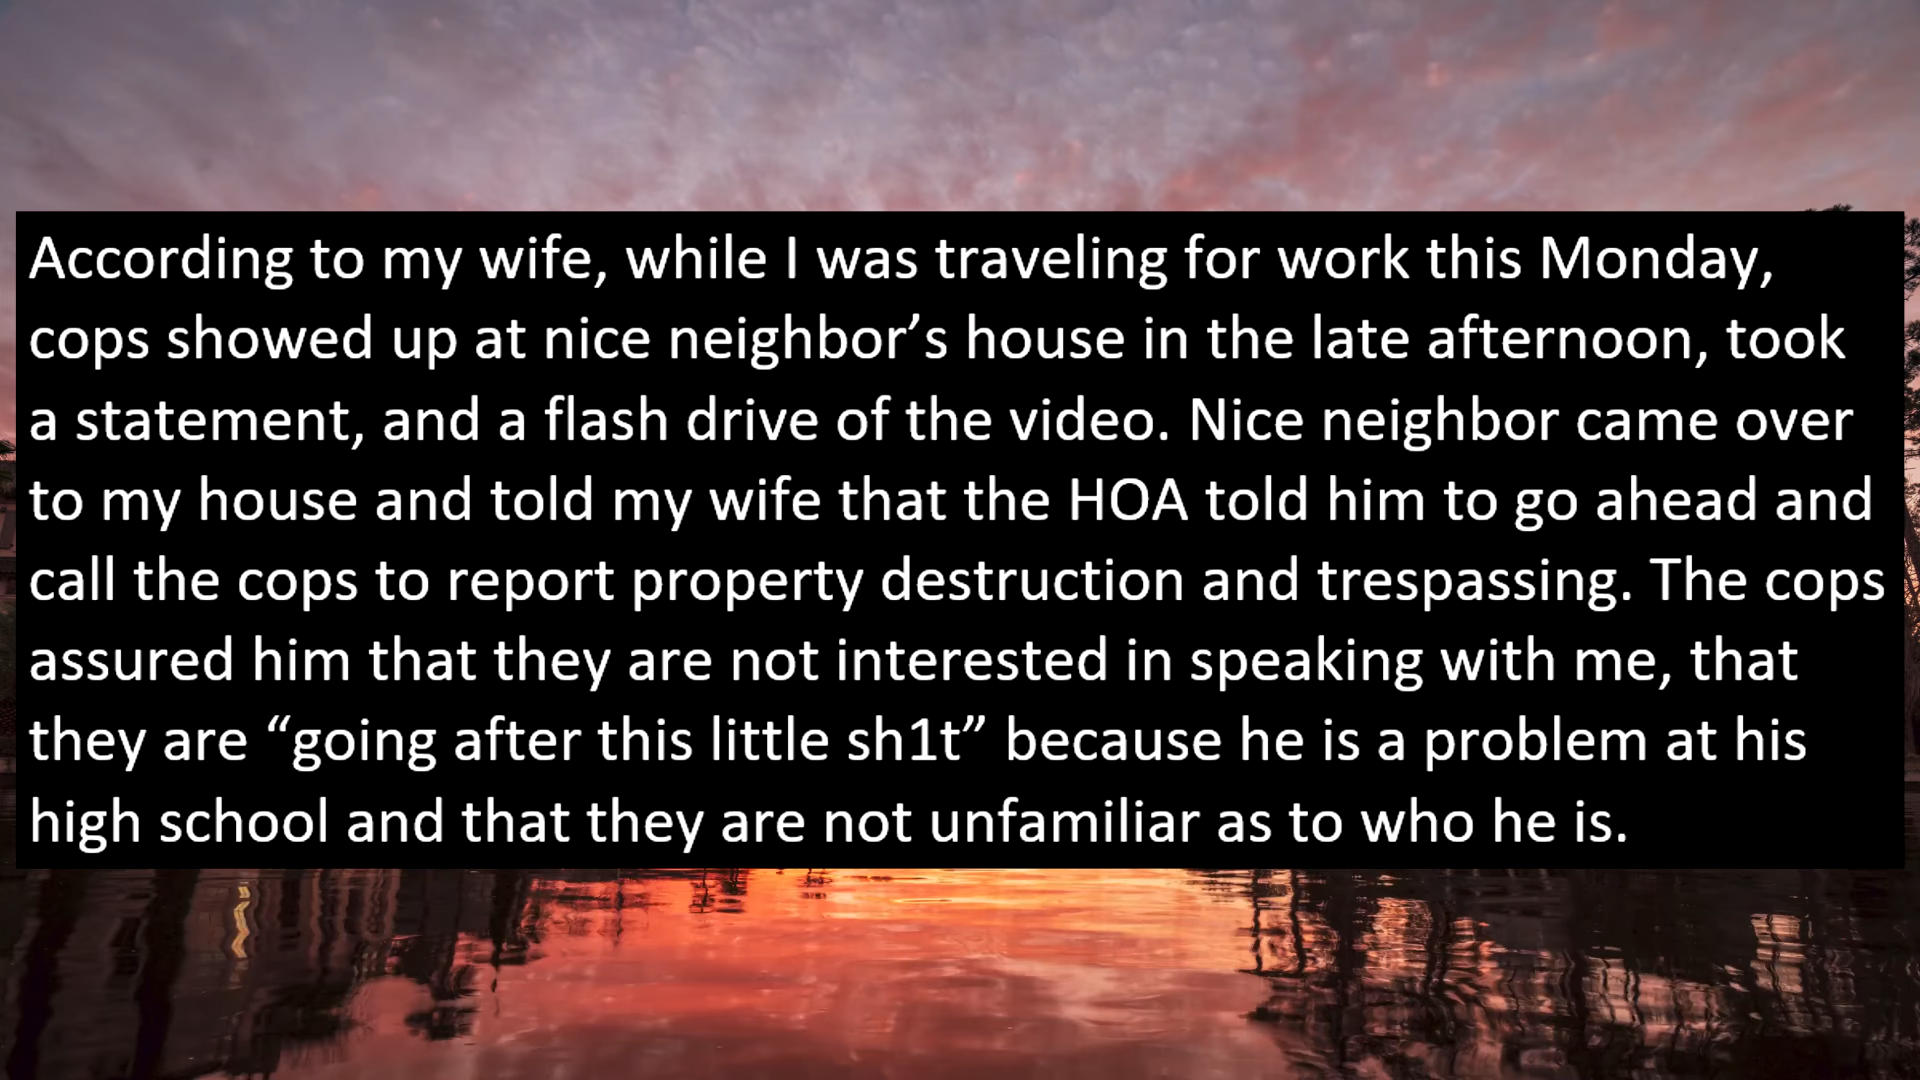 According to my wife, while I was traveling for work this Monday,
cops showed up at nice neighbor’s house in the late afternoon, took
a statement, and a flash drive of the video. Nice neighbor came over
to my house and told my wife that the HOA told him to go ahead and
call the cops to report property destruction and trespassing. The cops
assured him that they are not interested in speaking with me, that
they are “going after this little sh1t” because he is a problem at his
high school and that they are not unfamiliar as to who he is.